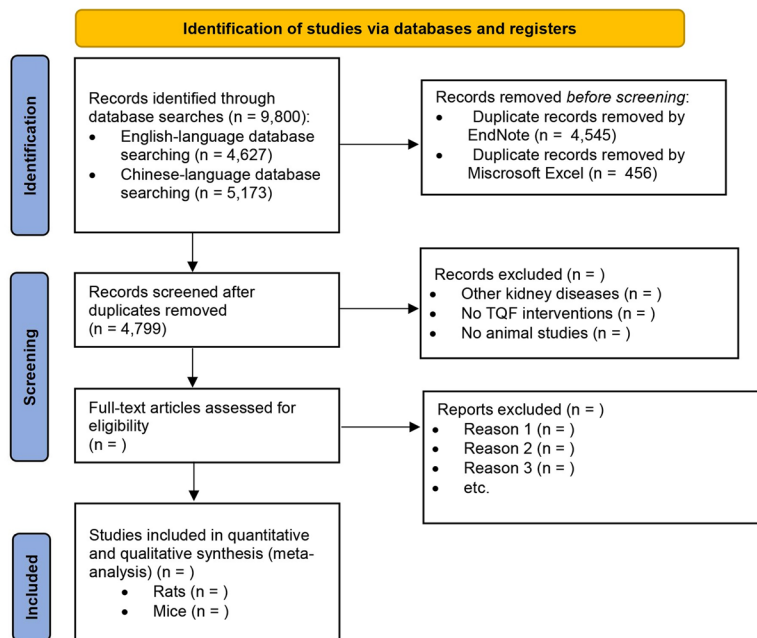 Identification of studies via databases and registers
Identification
Records identified through
database searches (n = 9,800):
• English-language database
searching (n = 4,627)
• Chinese-language database
searching (n = 5,173)
Records removed before screening:
• Duplicate records removed by
EndNote (n = 4,545)
• Duplicate records removed by
Miscrosoft Excel (n = 456)
Screening
Records screened after
duplicates removed
(n = 4,799)
Records excluded (n = )
• Other kidney diseases (n = )
• No TQF interventions (n = )
• No animal studies (n = )
Full-text articles assessed for
eligibility
(n = )
Reports excluded (n = )
• Reason 1 (n = )
• Reason 2 (n = )
• Reason 3 (n = )
• etc.
Included
Studies included in quantitative
and qualitative synthesis (meta-
analysis) (n = )
• Rats (n = )
• Mice (n = )